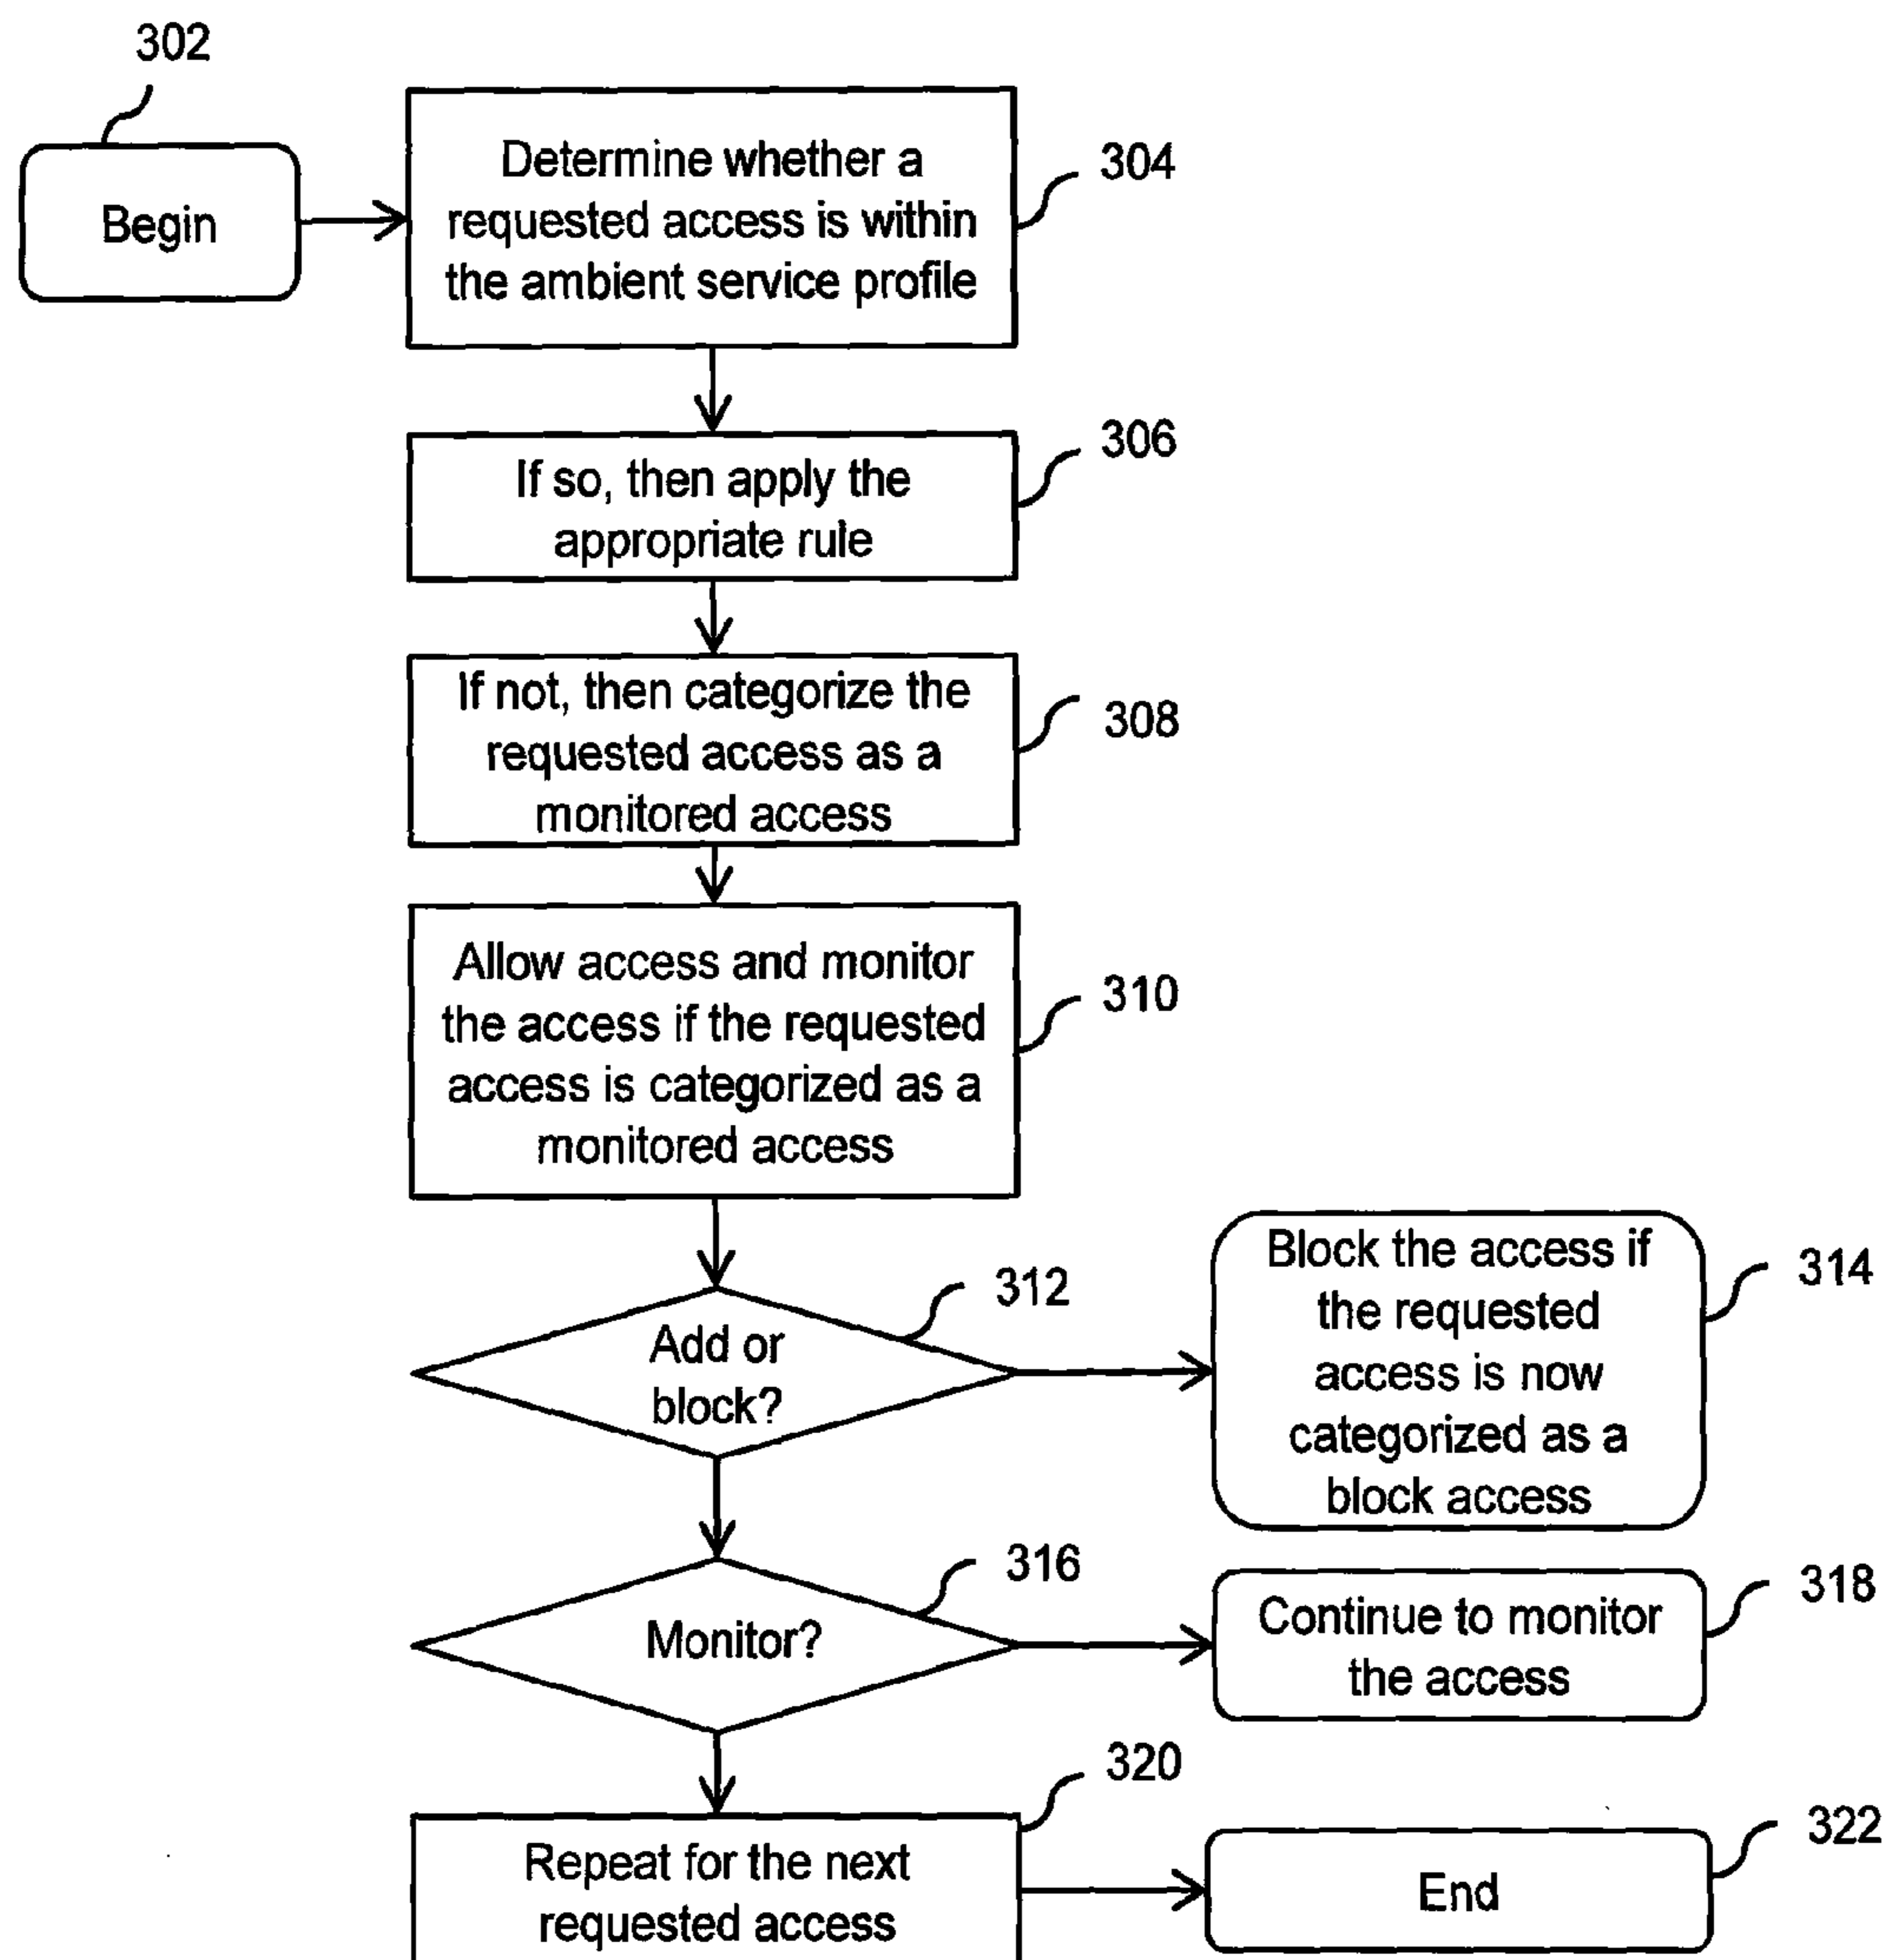 302
Begin
Determine whether a
requested access is within
the ambient service profile
304
If so, then apply the
appropriate rule
306
If not, then categorize the
requested access as a
monitored access
308
Allow access and monitor
the access if the requested
access is categorized as a
monitored access
310
Add or
block?
312
Block the access if
the requested
access is now
categorized as a
block access
314
Monitor?
316
Continue to monitor
the access
318
Repeat for the next
requested access
320
End
322